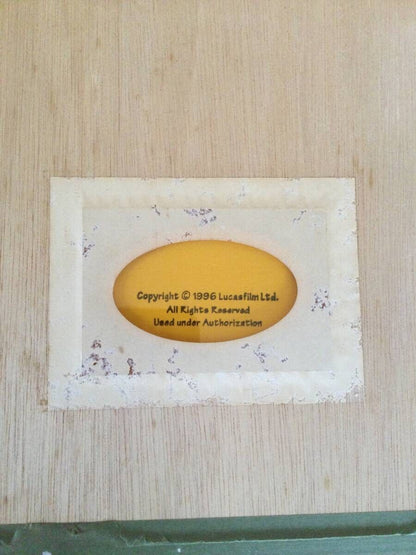 Copyright © 1996 Lucasfilm Ltd.
All Rights Reserved
Used under Authorization